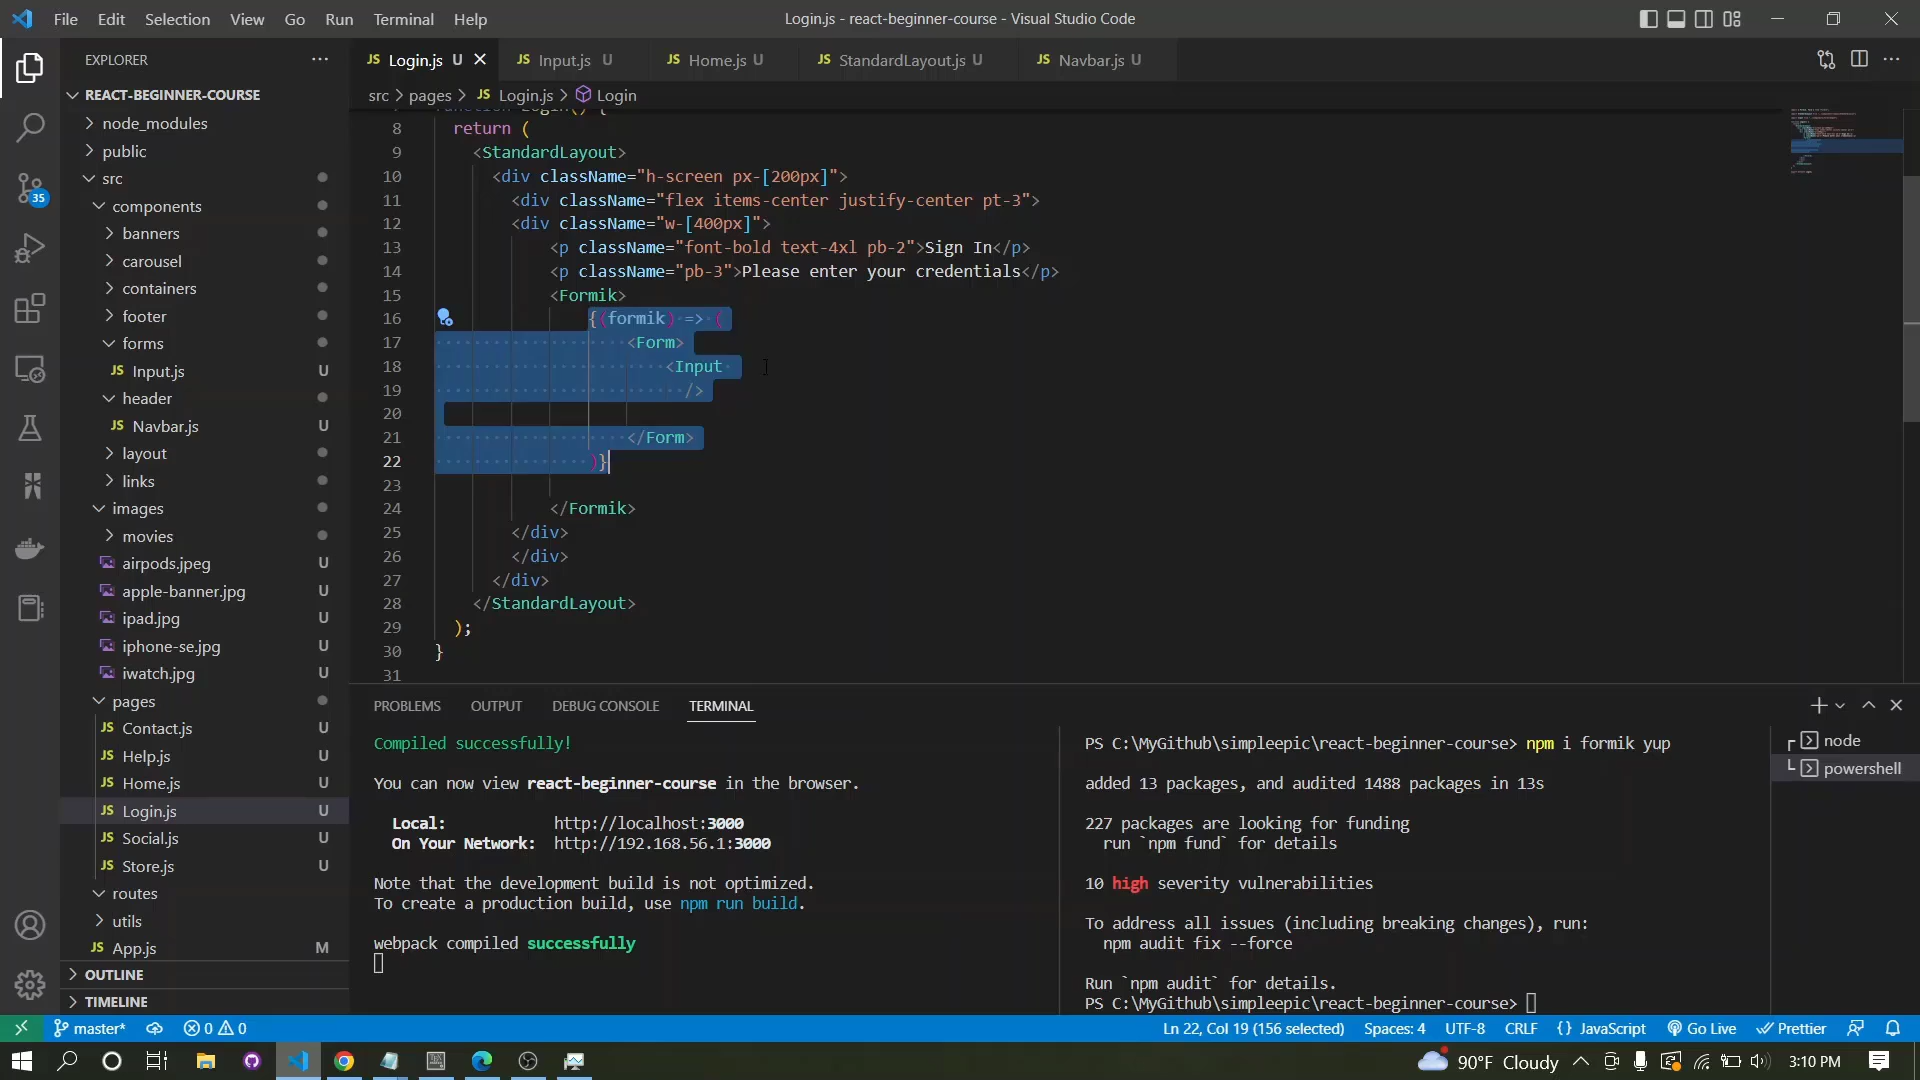 File Edit Selection View Go Run Terminal Help
Login.js - react-beginner-course - Visual Studio Code
EXPLORER
REACT-BEGINNER-COURSE
node_modules
public
src
components
banners
carousel
containers
footer
forms
JS Input.js U
header
JS Navbar.js U
layout
links
images
movies
airpods.jpeg U
apple-banner.jpg U
ipad.jpg U
iphone-se.jpg U
iwatch.jpg U
pages
JS Contact.js U
JS Help.js U
JS Home.js U
JS Login.js U
JS Social.js U
JS Store.js U
routes
utils
JS App.js M
OUTLINE
TIMELINE
35
JS Login.js U
JS Input.js U
JS Home.js U
JS StandardLayout.js U
JS Navbar.js U
src > pages > JS Login.js > Login
8 return (
9 <StandardLayout>
10 <div className="h-screen px-[200px]">
11 <div className="flex items-center justify-center pt-3">
12 <div className="w-[400px]">
13 <p className="font-bold text-4xl pb-2">Sign In</p>
14 <p className="pb-3">Please enter your credentials</p>
15 <Formik>
16 {(formik) => (
17 <Form>
18 <Input
19 />
20
21 </Form>
22 )}
23
24 </Formik>
25 </div>
26 </div>
27 </div>
28 </StandardLayout>
29 );
30 }
31
PROBLEMS OUTPUT DEBUG CONSOLE TERMINAL
Compiled successfully!
You can now view react-beginner-course in the browser.
Local: http://localhost:3000
On Your Network: http://192.168.56.1:3000
Note that the development build is not optimized.
To create a production build, use npm run build.
webpack compiled successfully
PS C:\MyGithub\simpleepic\react-beginner-course> npm i formik yup
added 13 packages, and audited 1488 packages in 13s
227 packages are looking for funding
run `npm fund` for details
10 high severity vulnerabilities
To address all issues (including breaking changes), run:
npm audit fix --force
Run `npm audit` for details.
PS C:\MyGithub\simpleepic\react-beginner-course>
node
powershell
master* 0 0
Ln 22, Col 19 (156 selected) Spaces: 4 UTF-8 CRLF {} JavaScript Go Live Prettier
90°F Cloudy 3:10 PM